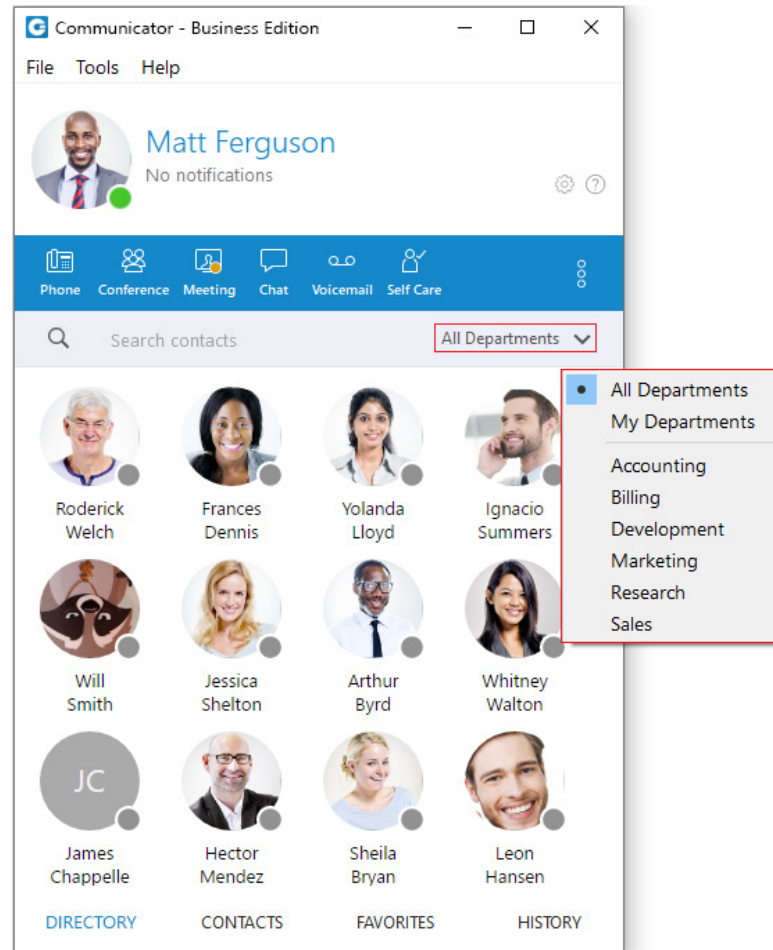 Communicator - Business Edition
File Tools Help
Matt Ferguson
No notifications
Phone Conference Meeting Chat Voicemail Self Care
Search contacts All Departments
All Departments
My Departments
Accounting
Billing
Development
Marketing
Research
Sales
Roderick Frances Yolanda Ignacio
Welch Dennis Lloyd Summers
Will Jessica Arthur Whitney
Smith Shelton Byrd Walton
JC
James Hector Sheila Leon
Chappelle Mendez Bryan Hansen
DIRECTORY CONTACTS FAVORITES HISTORY